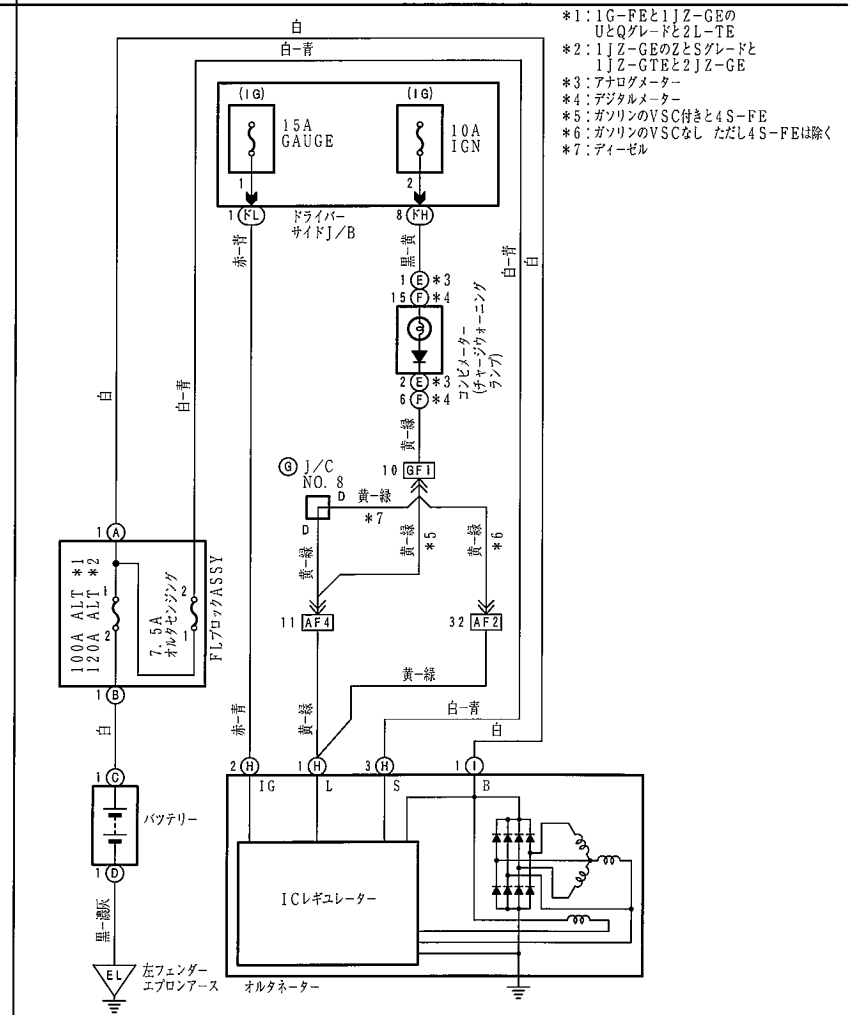 *1:1G-FEと1JZ-GEの
UとQグレードと2L-TE
*2:1JZ-GEのZとSグレードと
1JZ-GTEと2JZ-GE
*3:アナログメーター
*4:デジタルメーター
*5:ガソリンのVSC付きと4S-FE
*6:ガソリンのVSCなし ただし4S-FEは除く
*7:ディーゼル
白
白-青
(IG)
(IG)
15A
GAUGE
10A
IGN
1
2
1 ドL
ドライバー
サイドJ/B
8 ドH
赤-青
黒-黄
白-青
白
1 E *3
15 F *4
コンビメーター
(チャージウォーニング
ランプ)
2 E *3
6 F *4
白
白-青
黄-緑
G J/C
NO. 8
10 GF1
D
黄-緑
*7
D
黄-緑
黄-緑
*5
黄-緑
*6
1 A
100A ALT *1
120A ALT *2
1
2
7.5A
オルタセンシング
2
1
FLブロックASSY
11 AF4
32 AF2
1 B
黄-緑
白
赤-青
黄-緑
白-青
白
2 H
1 H
3 H
1 I
IG
L
S
B
1 C
バッテリー
1 D
ICレギュレーター
黒-濃灰
EL
左フェンダー
エプロンアース
オルタネーター